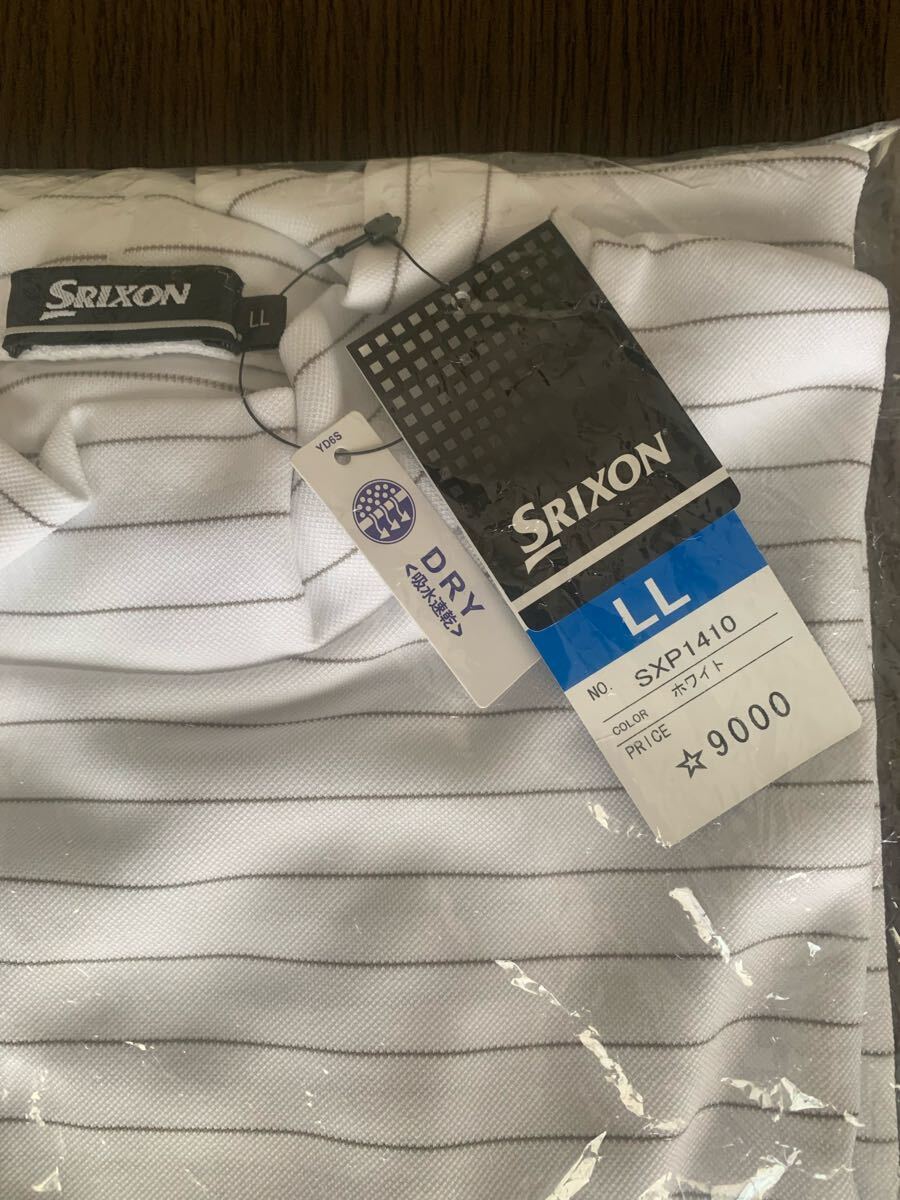 SRIXON
LL
YD6S
DRY
<吸水速乾>
SRIXON
LL
NO. SXP1410
COLOR ホワイト
PRICE ☆9000